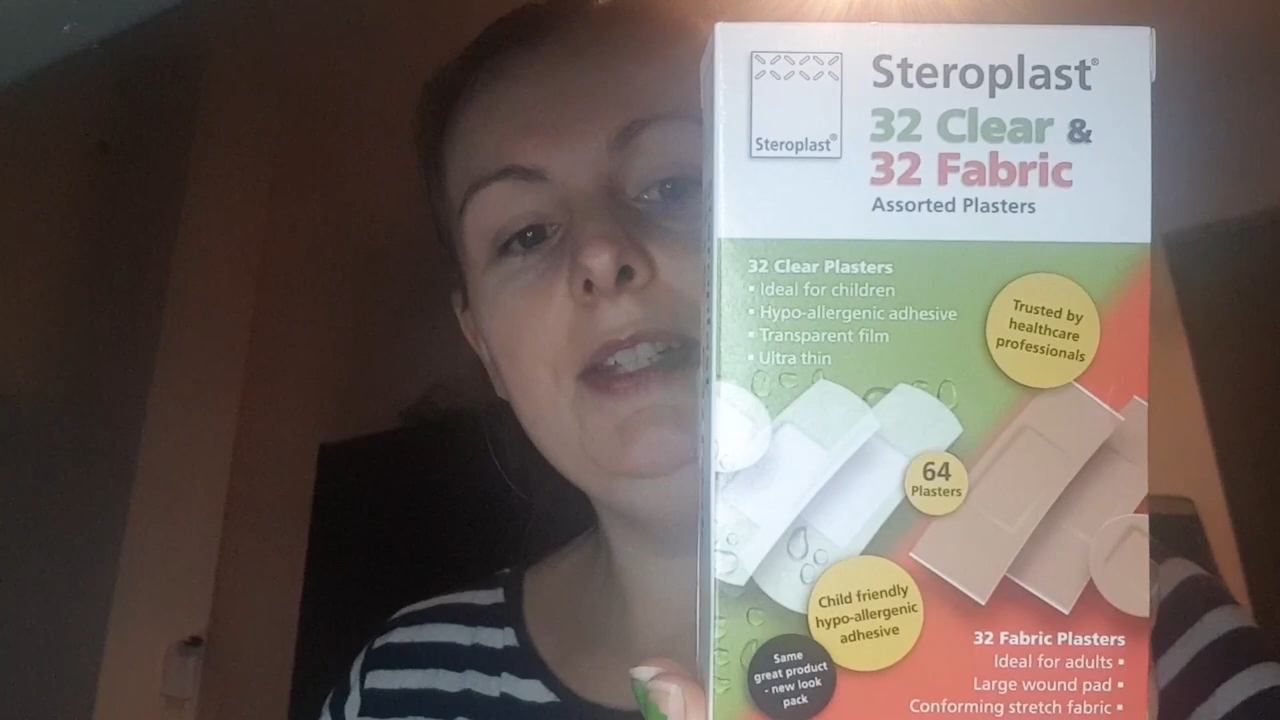 Steroplast®
Steroplast®
32 Clear &
32 Fabric
Assorted Plasters
32 Clear Plasters
▪ Ideal for children
▪ Hypo-allergenic adhesive
▪ Transparent film
▪ Ultra thin
Trusted by
healthcare
professionals
64
Plasters
Child friendly
hypo-allergenic
adhesive
Same
great product
- new look
pack
32 Fabric Plasters
Ideal for adults ▪
Large wound pad ▪
Conforming stretch fabric ▪